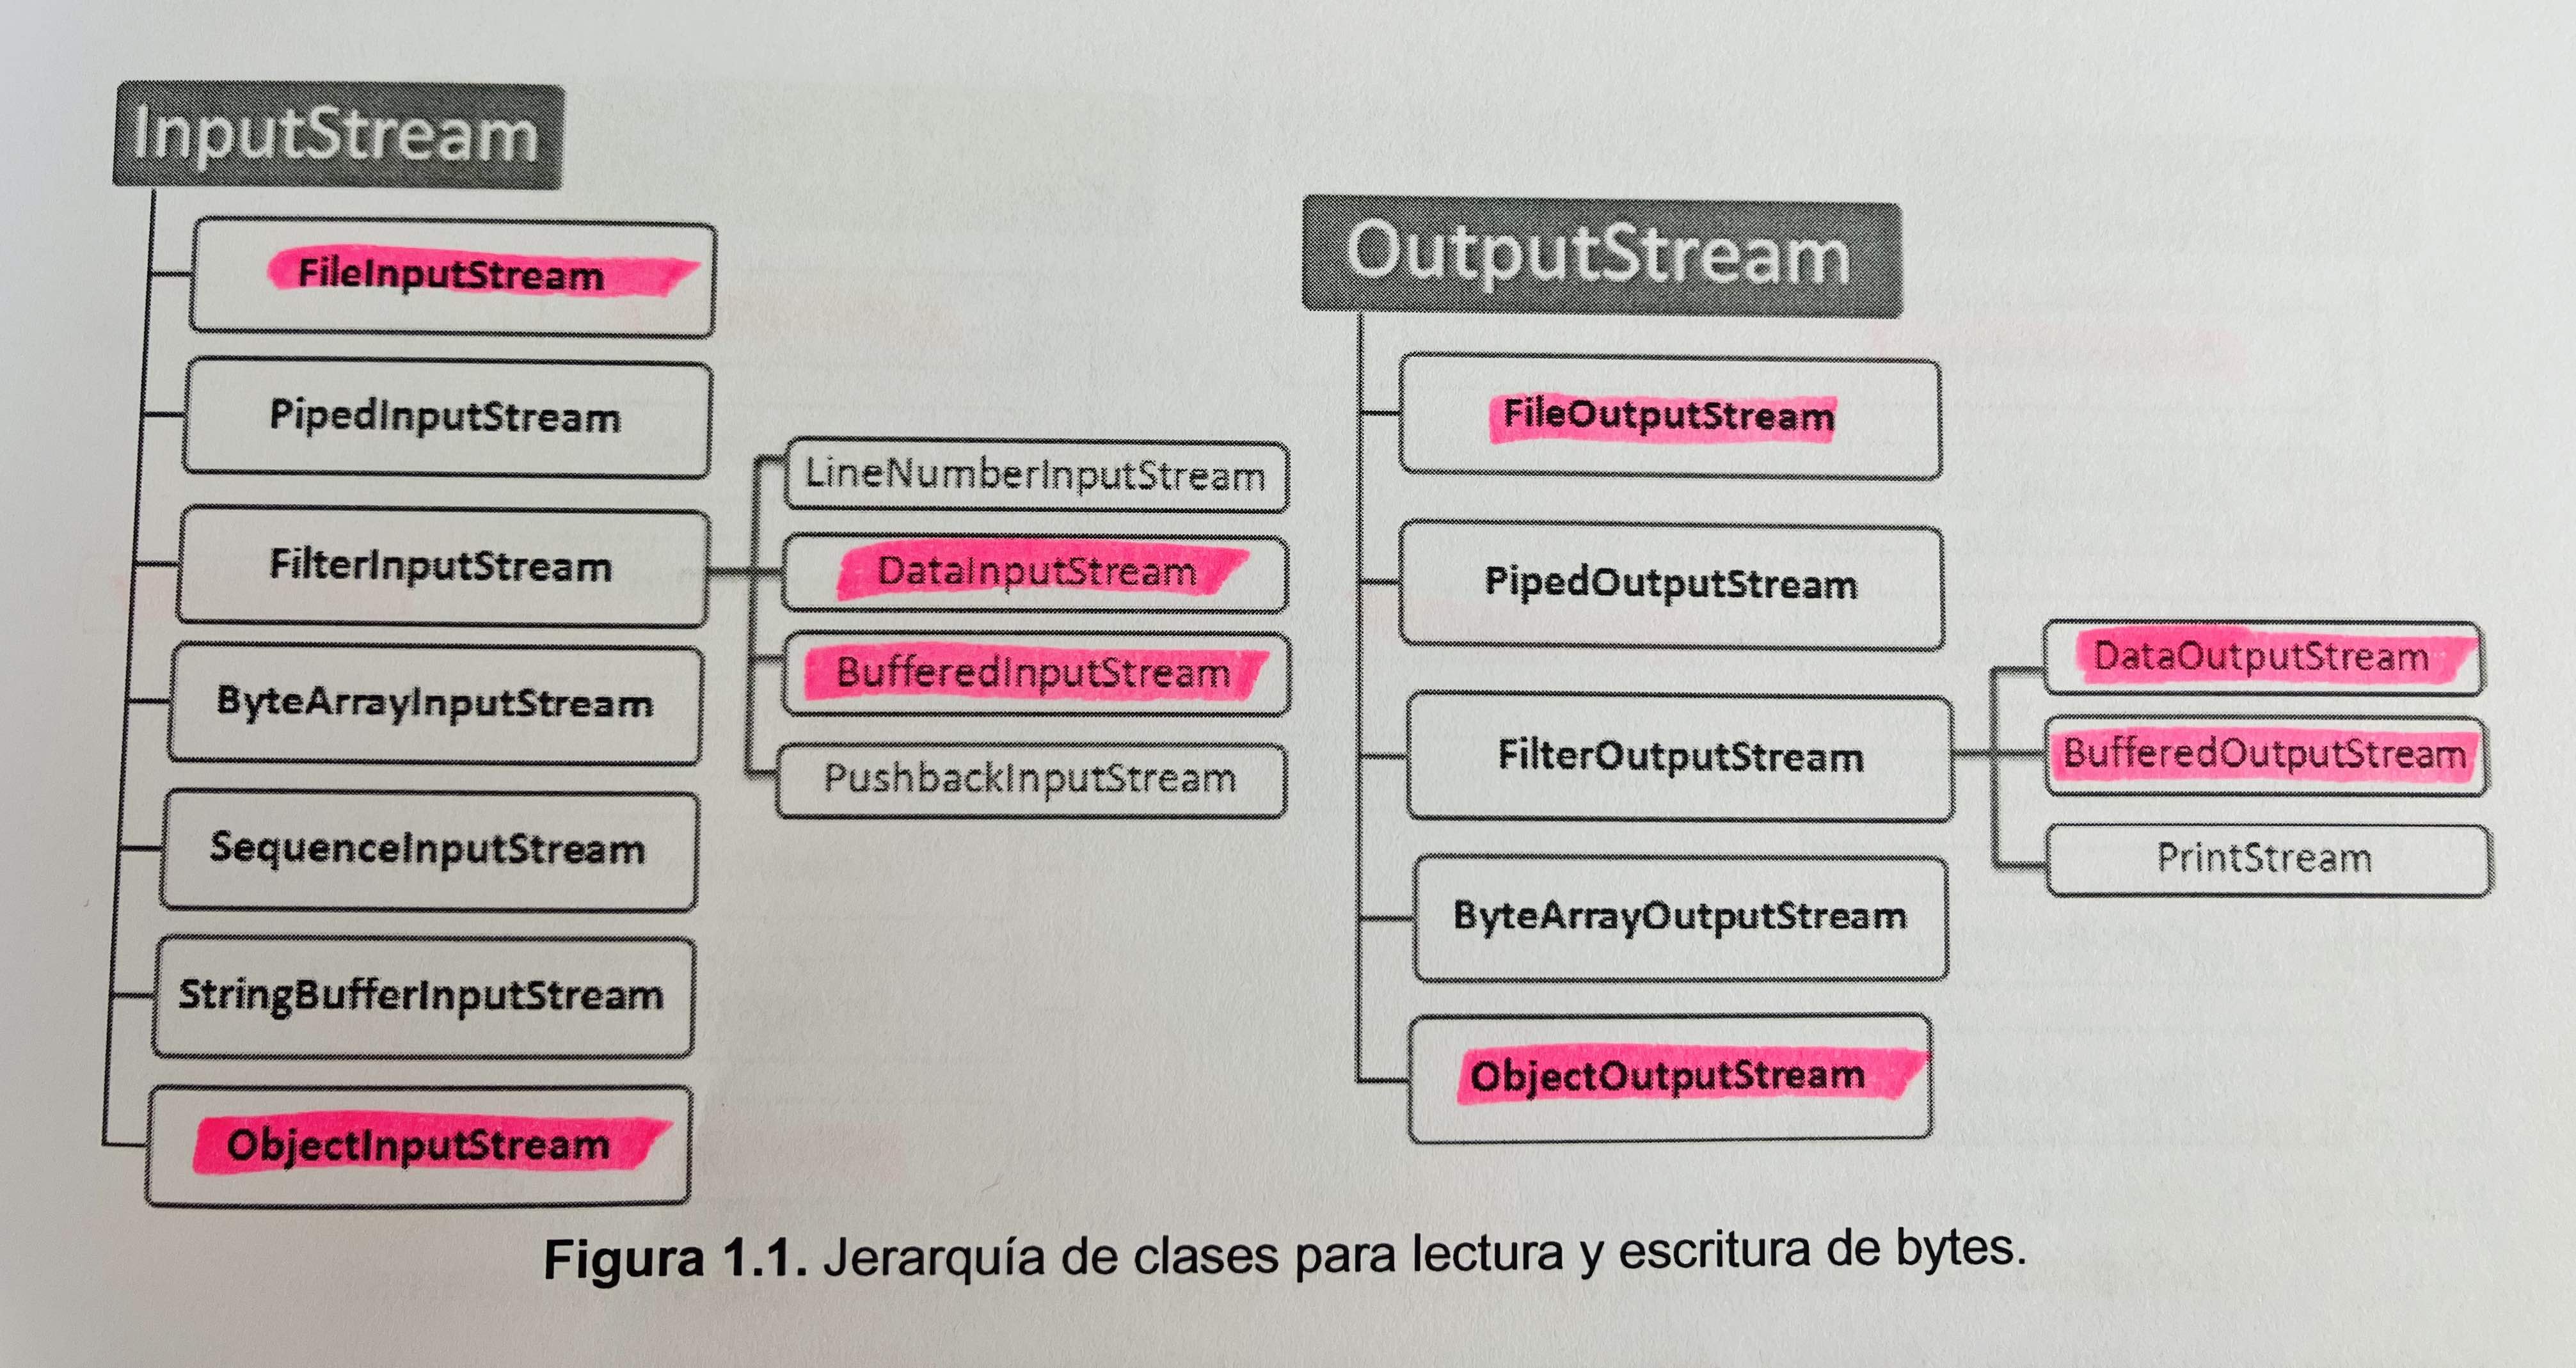 InputStream
FileInputStream
PipedInputStream
FilterInputStream
LineNumberInputStream
DataInputStream
BufferedInputStream
PushbackInputStream
ByteArrayInputStream
SequenceInputStream
StringBufferInputStream
ObjectInputStream
OutputStream
FileOutputStream
PipedOutputStream
FilterOutputStream
DataOutputStream
BufferedOutputStream
PrintStream
ByteArrayOutputStream
ObjectOutputStream
Figura 1.1. Jerarquía de clases para lectura y escritura de bytes.